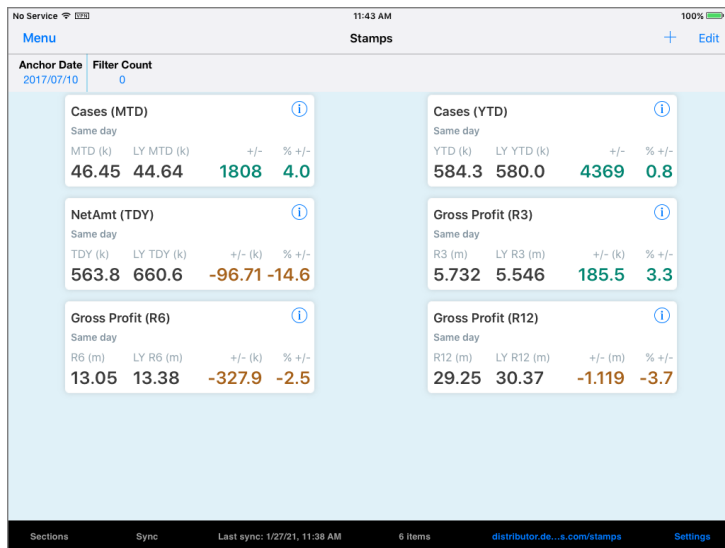 No Service VPN 11:43 AM 100%
Menu Stamps + Edit
Anchor Date Filter Count
2017/07/10 0
Cases (MTD)
Same day
MTD (k) LY MTD (k) +/- % +/-
46.45 44.64 1808 4.0
Cases (YTD)
Same day
YTD (k) LY YTD (k) +/- % +/-
584.3 580.0 4369 0.8
NetAmt (TDY)
Same day
TDY (k) LY TDY (k) +/- (k) % +/-
563.8 660.6 -96.71 -14.6
Gross Profit (R3)
Same day
R3 (m) LY R3 (m) +/- (k) % +/-
5.732 5.546 185.5 3.3
Gross Profit (R6)
Same day
R6 (m) LY R6 (m) +/- (k) % +/-
13.05 13.38 -327.9 -2.5
Gross Profit (R12)
Same day
R12 (m) LY R12 (m) +/- (m) % +/-
29.25 30.37 -1.119 -3.7
Sections Sync Last sync: 1/27/21, 11:38 AM 6 items distributor.de...s.com/stamps Settings